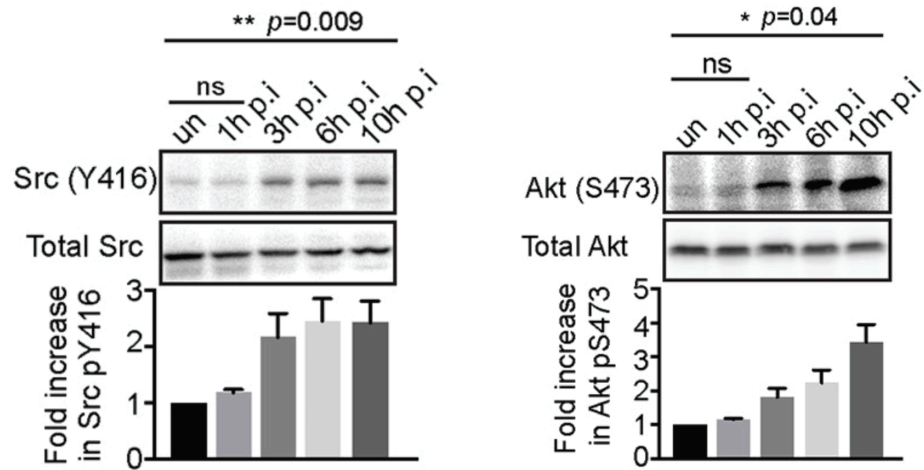 ** p=0.009
ns
un 1h p.i 3h p.i 6h p.i 10h p.i
Src (Y416)
Total Src
Fold increase
in Src pY416
3
2
1
0
* p=0.04
ns
un 1h p.i 3h p.i 6h p.i 10h p.i
Akt (S473)
Total Akt
Fold increase
in Akt pS473
5
4
3
2
1
0